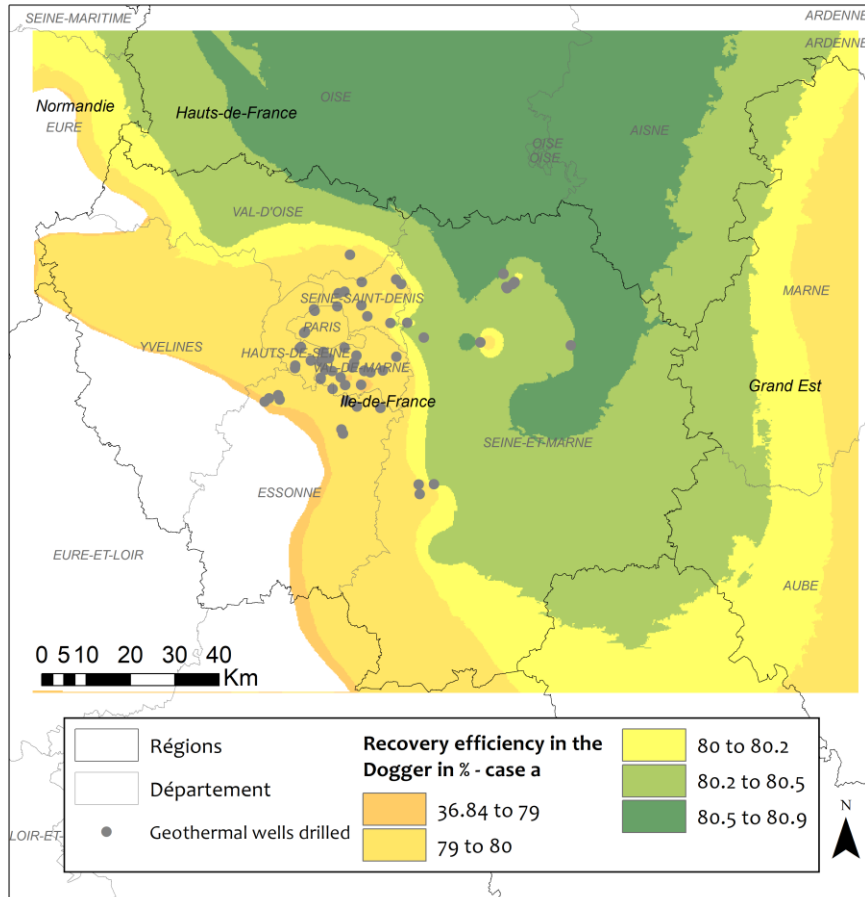 SEINE-MARITIME
ARDENNE
ARDENNE
Normandie
EURE
Hauts-de-France
OISE
AISNE
OISE
OISE
VAL-D'OISE
SEINE-SAINT-DENIS
MARNE
PARIS
YVELINES
HAUTS-DE-SEINE
VAL-DE-MARNE
Grand Est
Ile-de-France
SEINE-ET-MARNE
ESSONNE
EURE-ET-LOIR
AUBE
0 5 10 20 30 40
Km
Régions
Département
Geothermal wells drilled
Recovery efficiency in the
Dogger in % - case a
36.84 to 79
79 to 80
80 to 80.2
80.2 to 80.5
80.5 to 80.9
LOIR-ET-
N